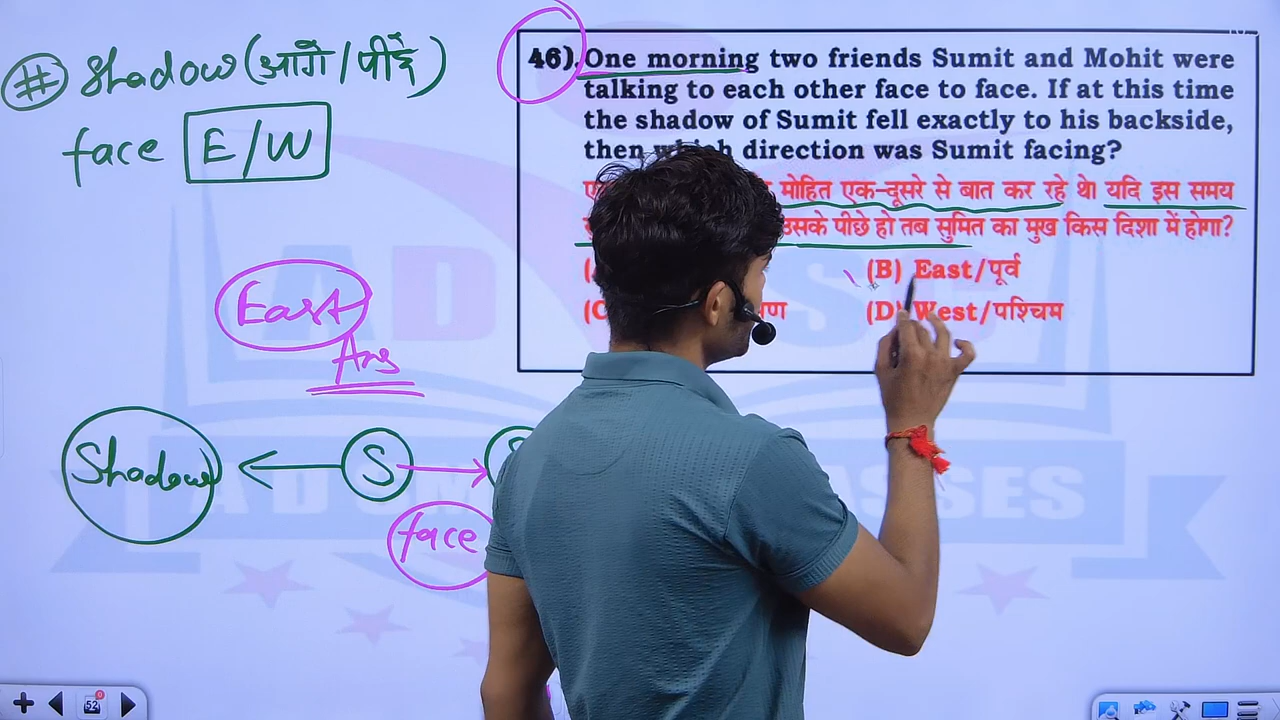 # Shadow (आगे/पीछे)
face E/W
East
Ans
Shadow S
face
46). One morning two friends Sumit and Mohit were
talking to each other face to face. If at this time
the shadow of Sumit fell exactly to his backside,
then which direction was Sumit facing?
मोहित एक-दूसरे से बात कर रहे थे। यदि इस समय
उसके पीछे हो तब सुमित का मुख किस दिशा में होगा?
(B) East/पूर्व
(D) West/पश्चिम
52